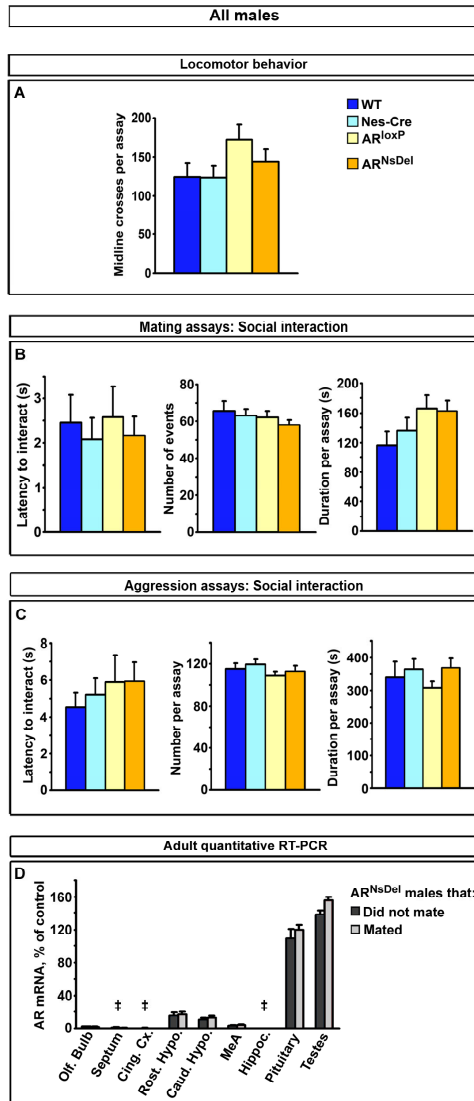 All males
Locomotor behavior
A
Midline crosses per assay
200
150
100
50
0
WT
Nes-Cre
AR^loxP
AR^NsDel
Mating assays: Social interaction
B
Latency to interact (s)
3
2
1
0
Number of events
80
60
40
20
0
Duration per assay (s)
200
160
120
80
40
0
Aggression assays: Social interaction
C
Latency to interact (s)
8
6
4
2
0
Number per assay
120
80
40
0
Duration per assay (s)
400
300
200
100
0
Adult quantitative RT-PCR
D
AR mRNA, % of control
160
120
80
40
0
‡ ‡ ‡
AR^NsDel males that:
Did not mate
Mated
Olf. Bulb
Septum
Cing. Cx.
Rost. Hypo.
Caud. Hypo.
MeA
Hippoc.
Pituitary
Testes